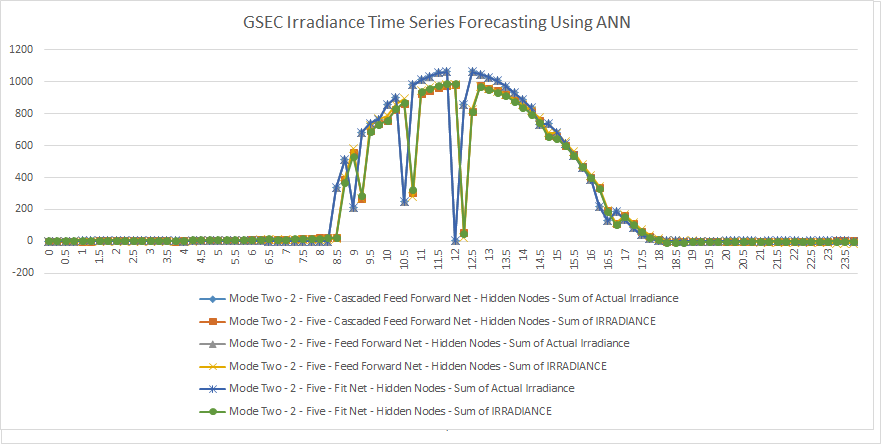 GSEC Irradiance Time Series Forecasting Using ANN
1200
1000
800
600
400
200
0
-200
0 0.5 1 1.5 2 2.5 3 3.5 4 4.5 5 5.5 6 6.5 7 7.5 8 8.5 9 9.5 10 10.5 11 11.5 12 12.5 13 13.5 14 14.5 15 15.5 16 16.5 17 17.5 18 18.5 19 19.5 20 20.5 21 21.5 22 22.5 23 23.5
Mode Two - 2 - Five - Cascaded Feed Forward Net - Hidden Nodes - Sum of Actual Irradiance
Mode Two - 2 - Five - Cascaded Feed Forward Net - Hidden Nodes - Sum of IRRADIANCE
Mode Two - 2 - Five - Feed Forward Net - Hidden Nodes - Sum of Actual Irradiance
Mode Two - 2 - Five - Feed Forward Net - Hidden Nodes - Sum of IRRADIANCE
Mode Two - 2 - Five - Fit Net - Hidden Nodes - Sum of Actual Irradiance
Mode Two - 2 - Five - Fit Net - Hidden Nodes - Sum of IRRADIANCE